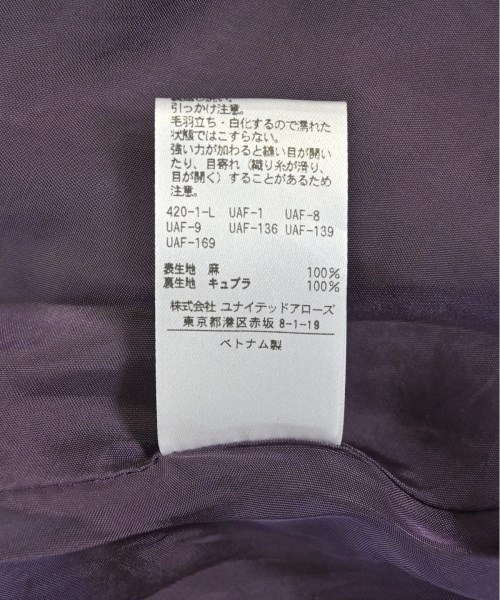 引っかけ注意。
毛羽立ち・白化するので濡れた
状態ではこすらない。
強い力が加わると縫い目が開い
たり、目寄れ(織り糸が滑り、
目が開く)することがあるため
注意。
420-1-L UAF-1 UAF-8
UAF-9 UAF-136 UAF-139
UAF-169
表生地 麻 100%
裏生地 キュプラ 100%
株式会社 ユナイテッドアローズ
東京都港区赤坂8-1-19
ベトナム製